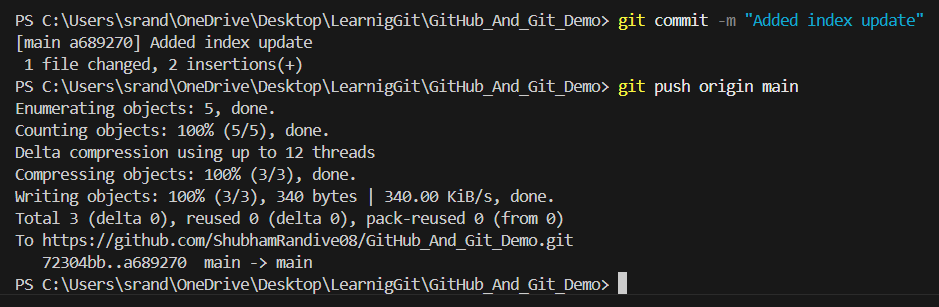 PS C:\Users\srand\OneDrive\Desktop\LearnigGit\GitHub_And_Git_Demo> git commit -m "Added index update"
[main a689270] Added index update
 1 file changed, 2 insertions(+)
PS C:\Users\srand\OneDrive\Desktop\LearnigGit\GitHub_And_Git_Demo> git push origin main
Enumerating objects: 5, done.
Counting objects: 100% (5/5), done.
Delta compression using up to 12 threads
Compressing objects: 100% (3/3), done.
Writing objects: 100% (3/3), 340 bytes | 340.00 KiB/s, done.
Total 3 (delta 0), reused 0 (delta 0), pack-reused 0 (from 0)
To https://github.com/ShubhamRandive08/GitHub_And_Git_Demo.git
   72304bb..a689270  main -> main
PS C:\Users\srand\OneDrive\Desktop\LearnigGit\GitHub_And_Git_Demo>